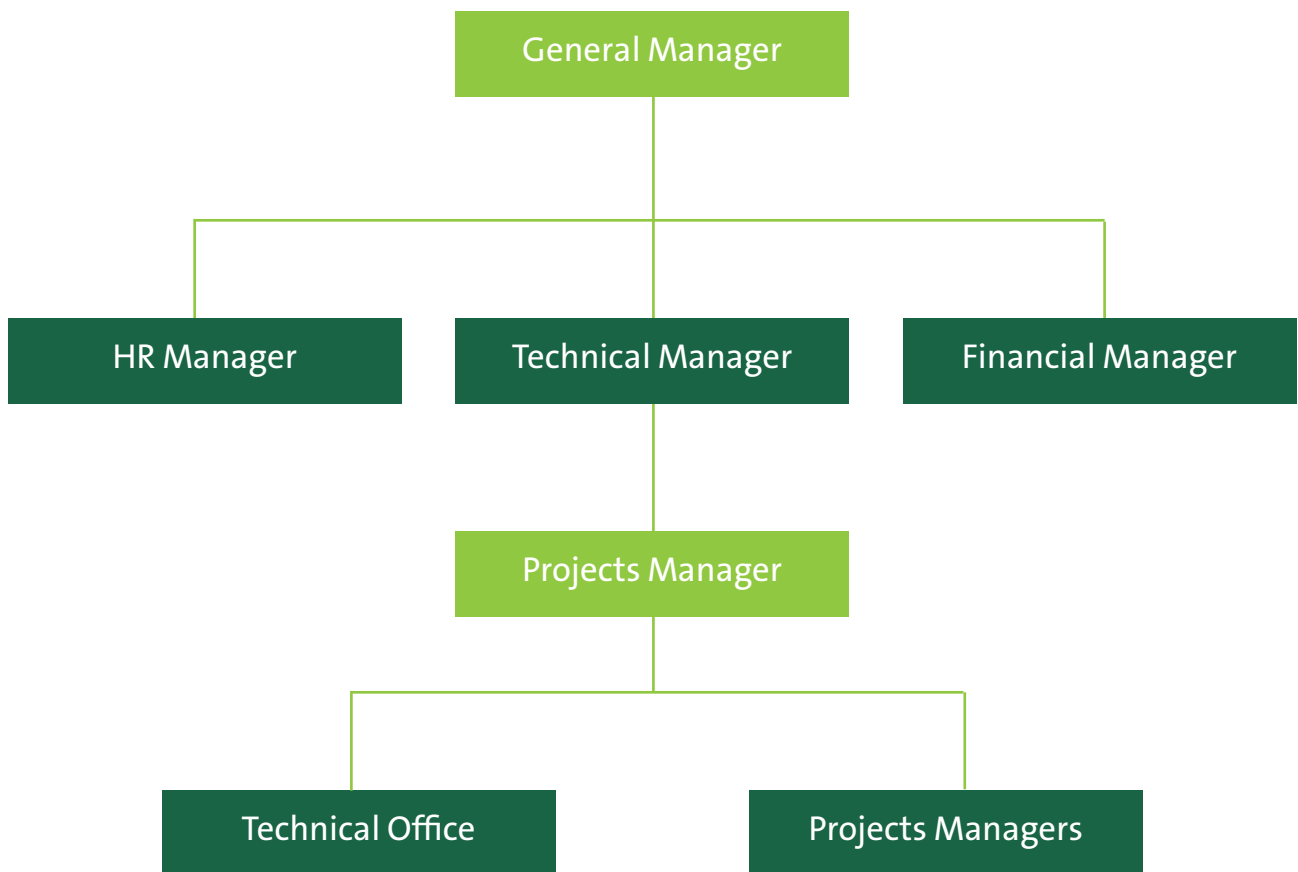 General Manager
HR Manager
Technical Manager
Financial Manager
Projects Manager
Technical Office
Projects Managers